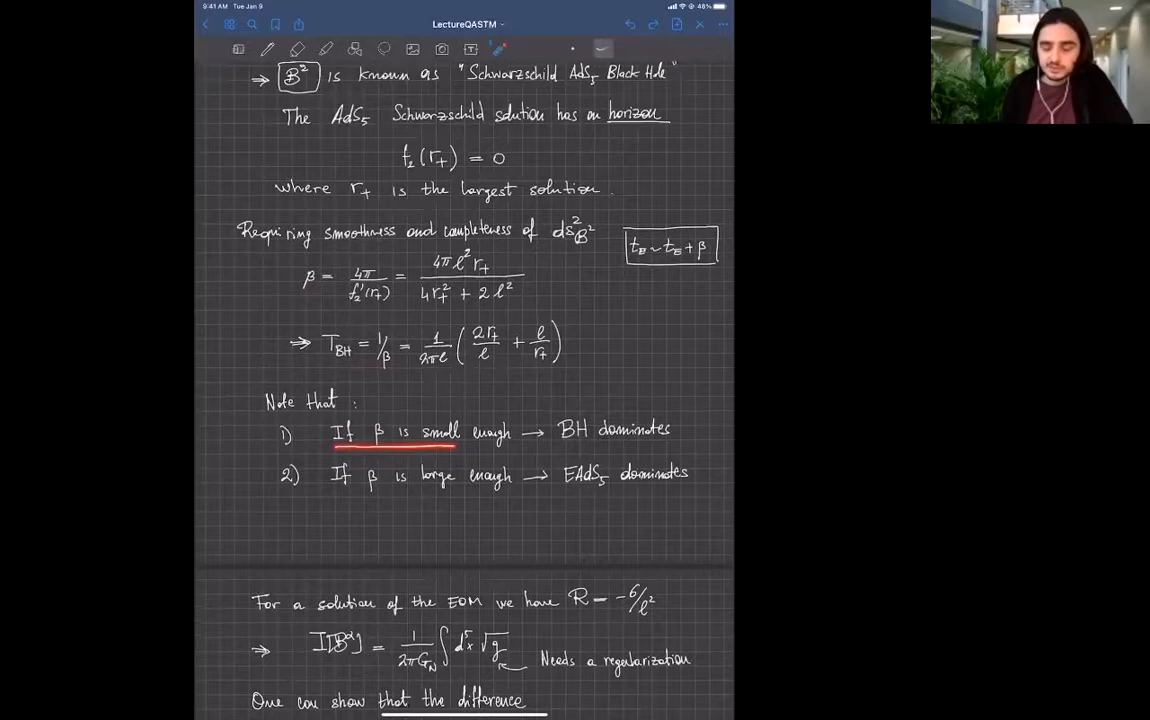 9:41 AM Tue Jan 9
48%
LectureQASTM
⇒ B² is known as "Schwarzschild AdS₅ Black Hole"
The AdS₅ Schwarzschild solution has an horizon
f₂(r₊) = 0
where r₊ is the largest solution.
Requiring smoothness and completeness of ds²_B²
t_E ~ t_E + β
β = 4π / f₂'(r₊) = 4πl²r₊ / (4r₊² + 2l²)
⇒ T_BH = 1/β = 1/(2πl) (2r₊/l + l/r₊)
Note that :
1) If β is small enough → BH dominates
2) If β is large enough → EAdS₅ dominates
For a solution of the EOM we have R = -6/l²
⇒ I[B^α] = 1/(2πG_N) ∫ d⁵x √g
Needs a regularization
One can show that the difference